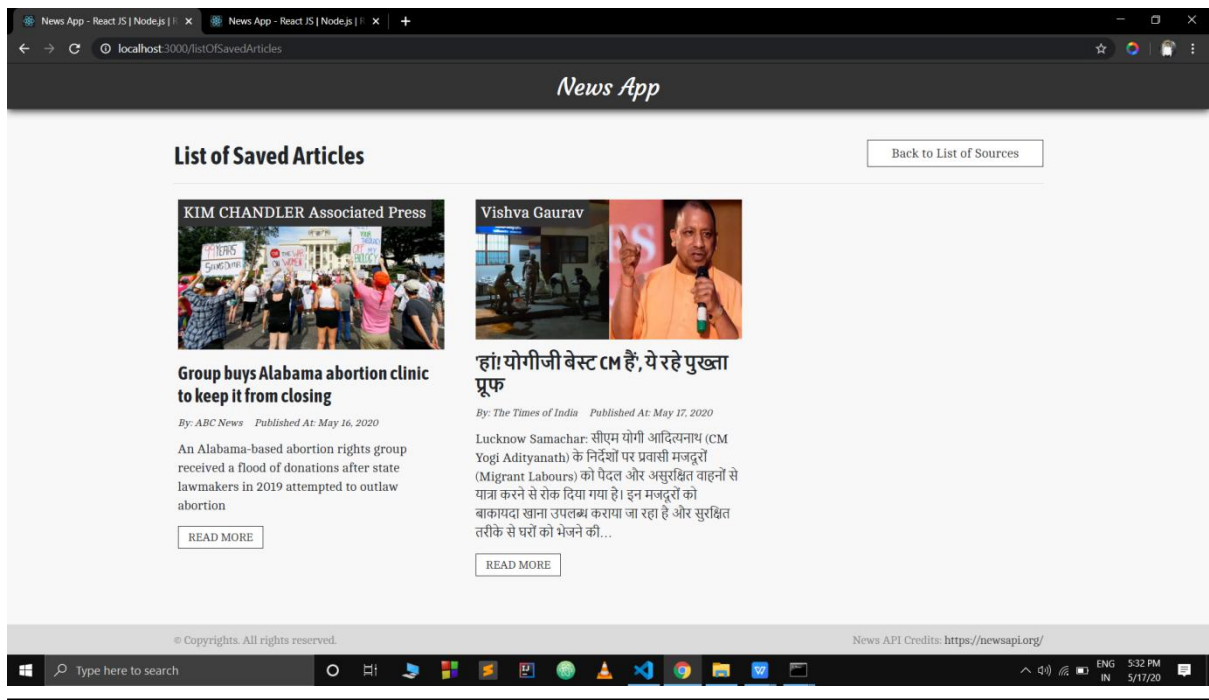 News App - React JS | Node.js | R
News App - React JS | Node.js | R
localhost:3000/listOfSavedArticles
News App
List of Saved Articles
Back to List of Sources
KIM CHANDLER Associated Press
Group buys Alabama abortion clinic
to keep it from closing
By: ABC News Published At: May 16, 2020
An Alabama-based abortion rights group
received a flood of donations after state
lawmakers in 2019 attempted to outlaw
abortion
READ MORE
Vishva Gaurav
'हां! योगीजी बेस्ट CM हैं', ये रहे पुख्ता
प्रूफ
By: The Times of India Published At: May 17, 2020
Lucknow Samachar: सीएम योगी आदित्यनाथ (CM
Yogi Adityanath) के निर्देशों पर प्रवासी मजदूरों
(Migrant Labours) को पैदल और असुरक्षित वाहनों से
यात्रा करने से रोक दिया गया है। इन मजदूरों को
बाकायदा खाना उपलब्ध कराया जा रहा है और सुरक्षित
तरीके से घरों को भेजने की…
READ MORE
© Copyrights. All rights reserved.
News API Credits: https://newsapi.org/
Type here to search
ENG
IN
5:32 PM
5/17/20